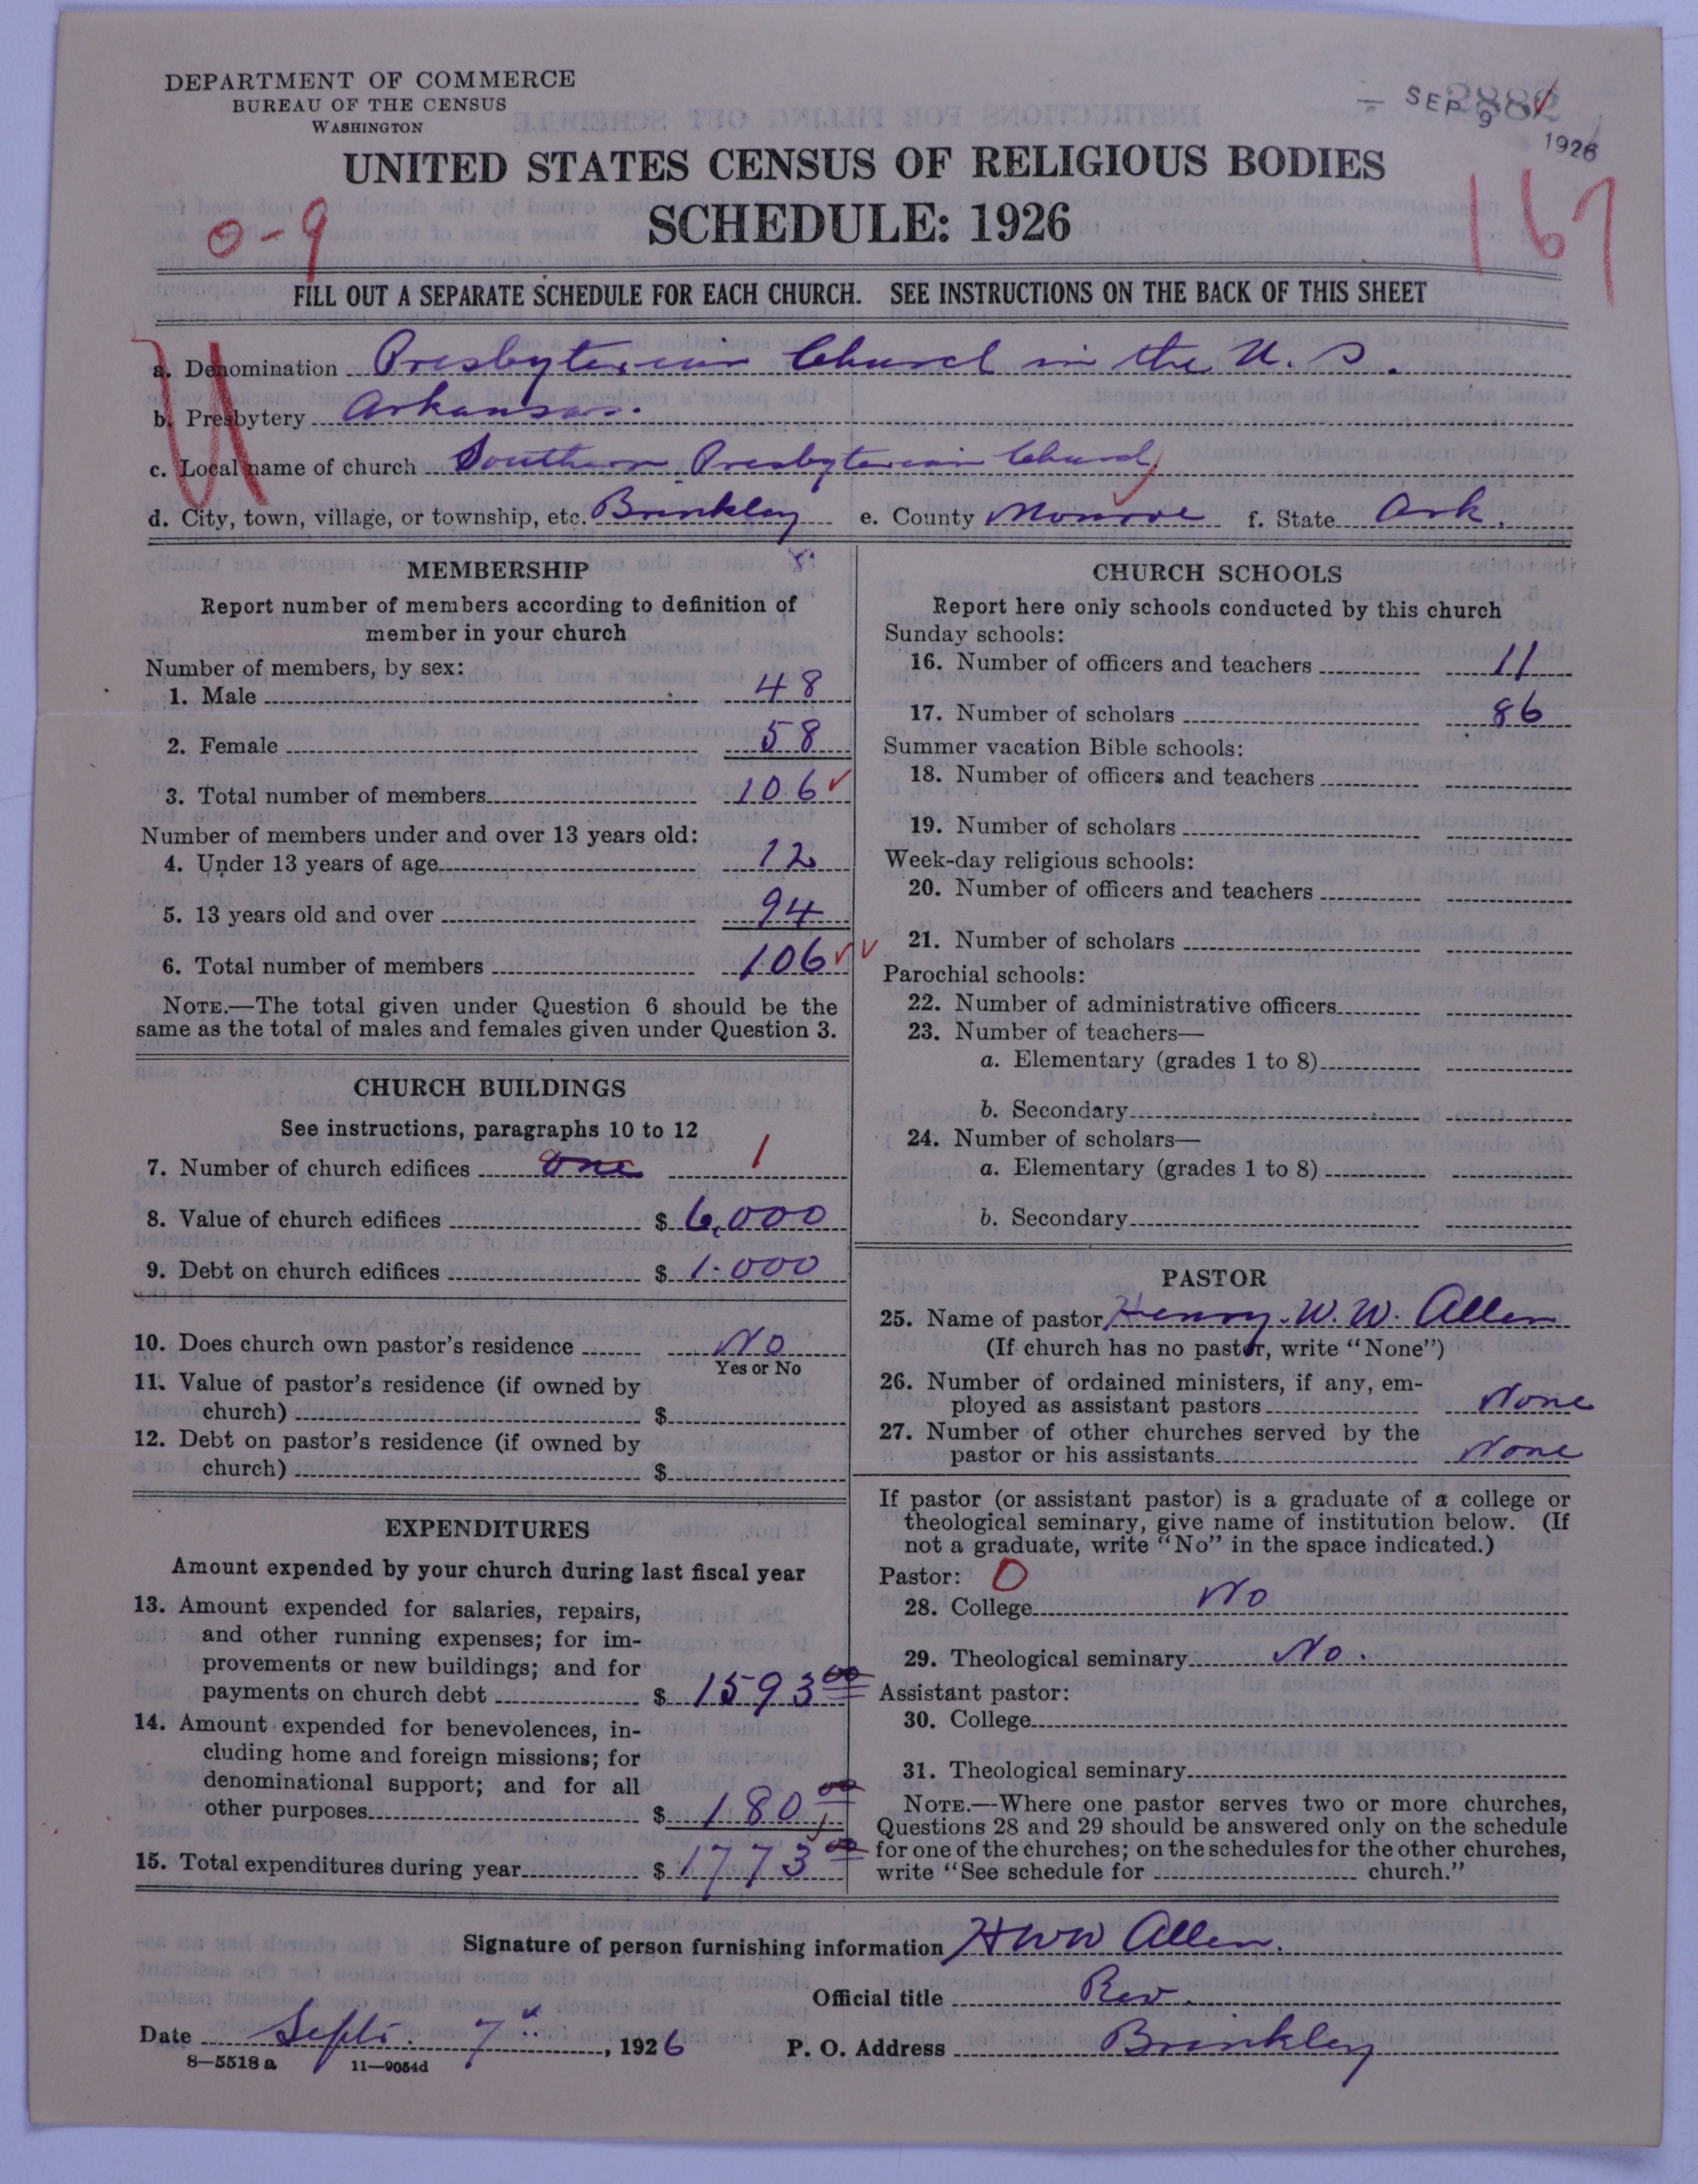 DEPARTMENT OF COMMERCE
BUREAU OF THE CENSUS
WASHINGTON
SEP 9 1926
2882
UNITED STATES CENSUS OF RELIGIOUS BODIES
SCHEDULE: 1926
0-9
167
FILL OUT A SEPARATE SCHEDULE FOR EACH CHURCH. SEE INSTRUCTIONS ON THE BACK OF THIS SHEET
a. Denomination Presbyterian Church in the U. S.
b. Presbytery Arkansas.
c. Local name of church Southern Presbyterian Church
d. City, town, village, or township, etc. Brinkley e. County Monroe f. State Ark.
MEMBERSHIP
Report number of members according to definition of
member in your church
Number of members, by sex:
1. Male 48
2. Female 58
3. Total number of members 106
Number of members under and over 13 years old:
4. Under 13 years of age 12
5. 13 years old and over 94
6. Total number of members 106
NOTE.—The total given under Question 6 should be the
same as the total of males and females given under Question 3.
CHURCH BUILDINGS
See instructions, paragraphs 10 to 12
7. Number of church edifices one 1
8. Value of church edifices $ 6,000
9. Debt on church edifices $ 1.000
10. Does church own pastor's residence No
Yes or No
11. Value of pastor's residence (if owned by
church) $
12. Debt on pastor's residence (if owned by
church) $
EXPENDITURES
Amount expended by your church during last fiscal year
13. Amount expended for salaries, repairs,
and other running expenses; for im-
provements or new buildings; and for
payments on church debt $ 1593 00
14. Amount expended for benevolences, in-
cluding home and foreign missions; for
denominational support; and for all
other purposes $ 180 00
15. Total expenditures during year $ 1773 00
CHURCH SCHOOLS
Report here only schools conducted by this church
Sunday schools:
16. Number of officers and teachers 11
17. Number of scholars 86
Summer vacation Bible schools:
18. Number of officers and teachers
19. Number of scholars
Week-day religious schools:
20. Number of officers and teachers
21. Number of scholars
Parochial schools:
22. Number of administrative officers
23. Number of teachers—
a. Elementary (grades 1 to 8)
b. Secondary
24. Number of scholars—
a. Elementary (grades 1 to 8)
b. Secondary
PASTOR
25. Name of pastor Henry. W. W. Allen
(If church has no pastor, write "None")
26. Number of ordained ministers, if any, em-
ployed as assistant pastors None
27. Number of other churches served by the
pastor or his assistants None
If pastor (or assistant pastor) is a graduate of a college or
theological seminary, give name of institution below. (If
not a graduate, write "No" in the space indicated.)
Pastor: 0
28. College No
29. Theological seminary No.
Assistant pastor:
30. College
31. Theological seminary
NOTE.—Where one pastor serves two or more churches,
Questions 28 and 29 should be answered only on the schedule
for one of the churches; on the schedules for the other churches,
write "See schedule for church."
Signature of person furnishing information HWW Allen.
Official title Rev.
Date Sept. 7th, 1926 P. O. Address Brinkley
8—5518 a 11—9054d